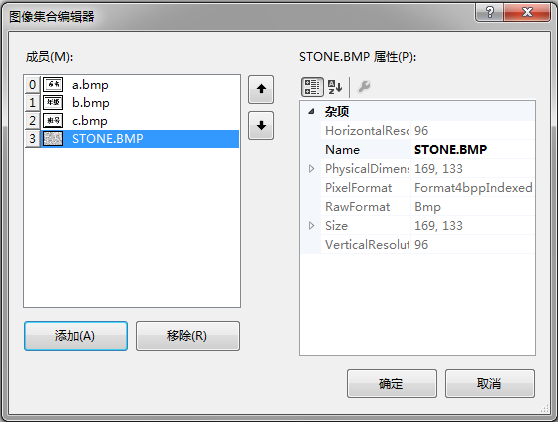 图像集合编辑器
成员(M):
0 a.bmp
1 b.bmp
2 c.bmp
3 STONE.BMP
添加(A)
移除(R)
STONE.BMP 属性(P):
杂项
HorizontalResc 96
Name STONE.BMP
PhysicalDimens 169, 133
PixelFormat Format4bppIndexed
RawFormat Bmp
Size 169, 133
VerticalResolut 96
确定
取消